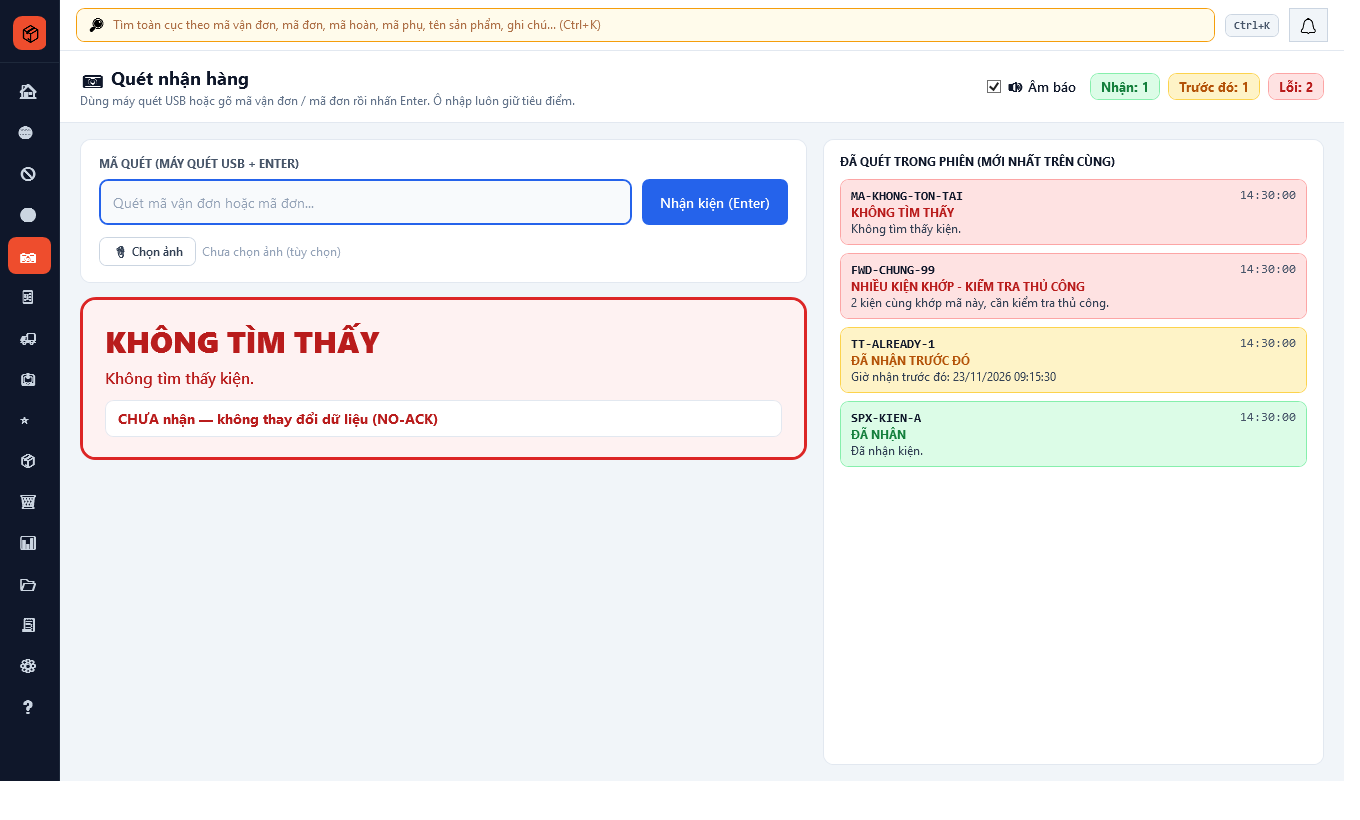 Tìm toàn cục theo mã vận đơn, mã đơn, mã hoàn, mã phụ, tên sản phẩm, ghi chú... (Ctrl+K)
Ctrl+K
Quét nhận hàng
Dùng máy quét USB hoặc gõ mã vận đơn / mã đơn rồi nhấn Enter. Ô nhập luôn giữ tiêu điểm.
Âm báo
Nhận: 1
Trước đó: 1
Lỗi: 2
MÃ QUÉT (MÁY QUÉT USB + ENTER)
Quét mã vận đơn hoặc mã đơn...
Nhận kiện (Enter)
Chọn ảnh
Chưa chọn ảnh (tùy chọn)
KHÔNG TÌM THẤY
Không tìm thấy kiện.
CHƯA nhận — không thay đổi dữ liệu (NO-ACK)
ĐÃ QUÉT TRONG PHIÊN (MỚI NHẤT TRÊN CÙNG)
MA-KHONG-TON-TAI
14:30:00
KHÔNG TÌM THẤY
Không tìm thấy kiện.
FWD-CHUNG-99
14:30:00
NHIỀU KIỆN KHỚP - KIỂM TRA THỦ CÔNG
2 kiện cùng khớp mã này, cần kiểm tra thủ công.
TT-ALREADY-1
14:30:00
ĐÃ NHẬN TRƯỚC ĐÓ
Giờ nhận trước đó: 23/11/2026 09:15:30
SPX-KIEN-A
14:30:00
ĐÃ NHẬN
Đã nhận kiện.